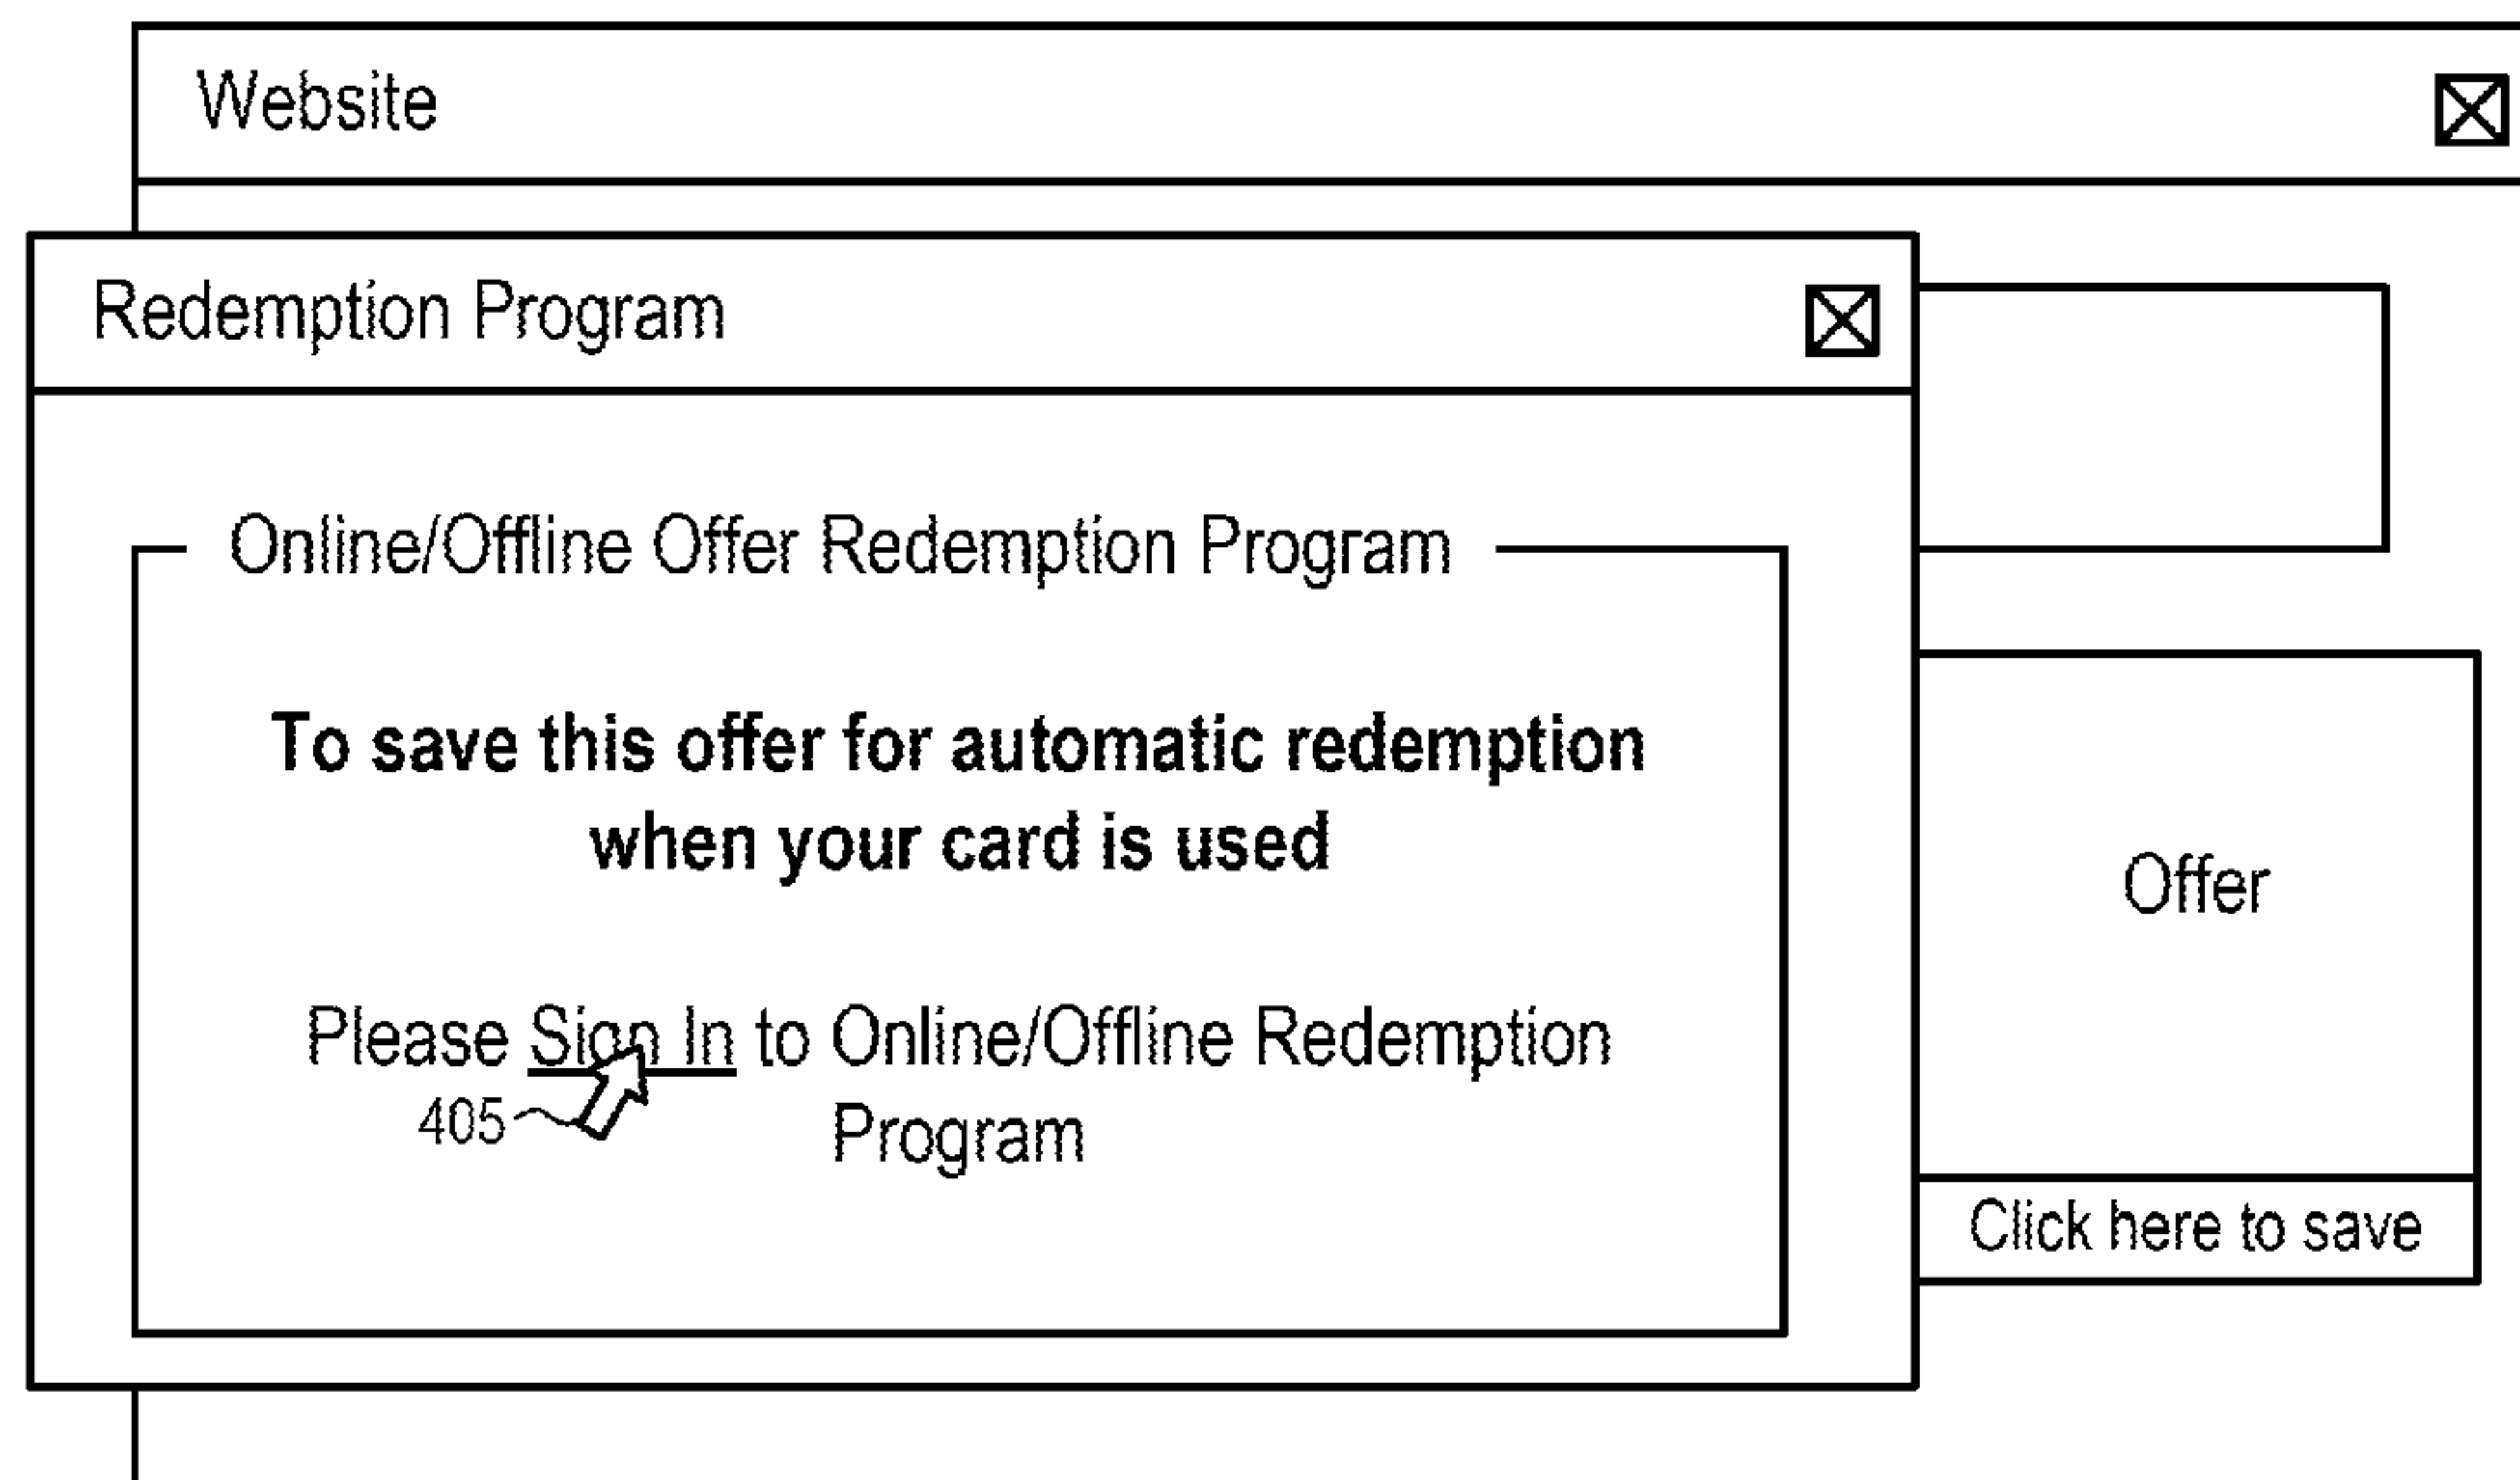 Website
Redemption Program
Online/Offline Offer Redemption Program
To save this offer for automatic redemption
when your card is used
Please Sign In to Online/Offline Redemption
Program
405
Offer
Click here to save